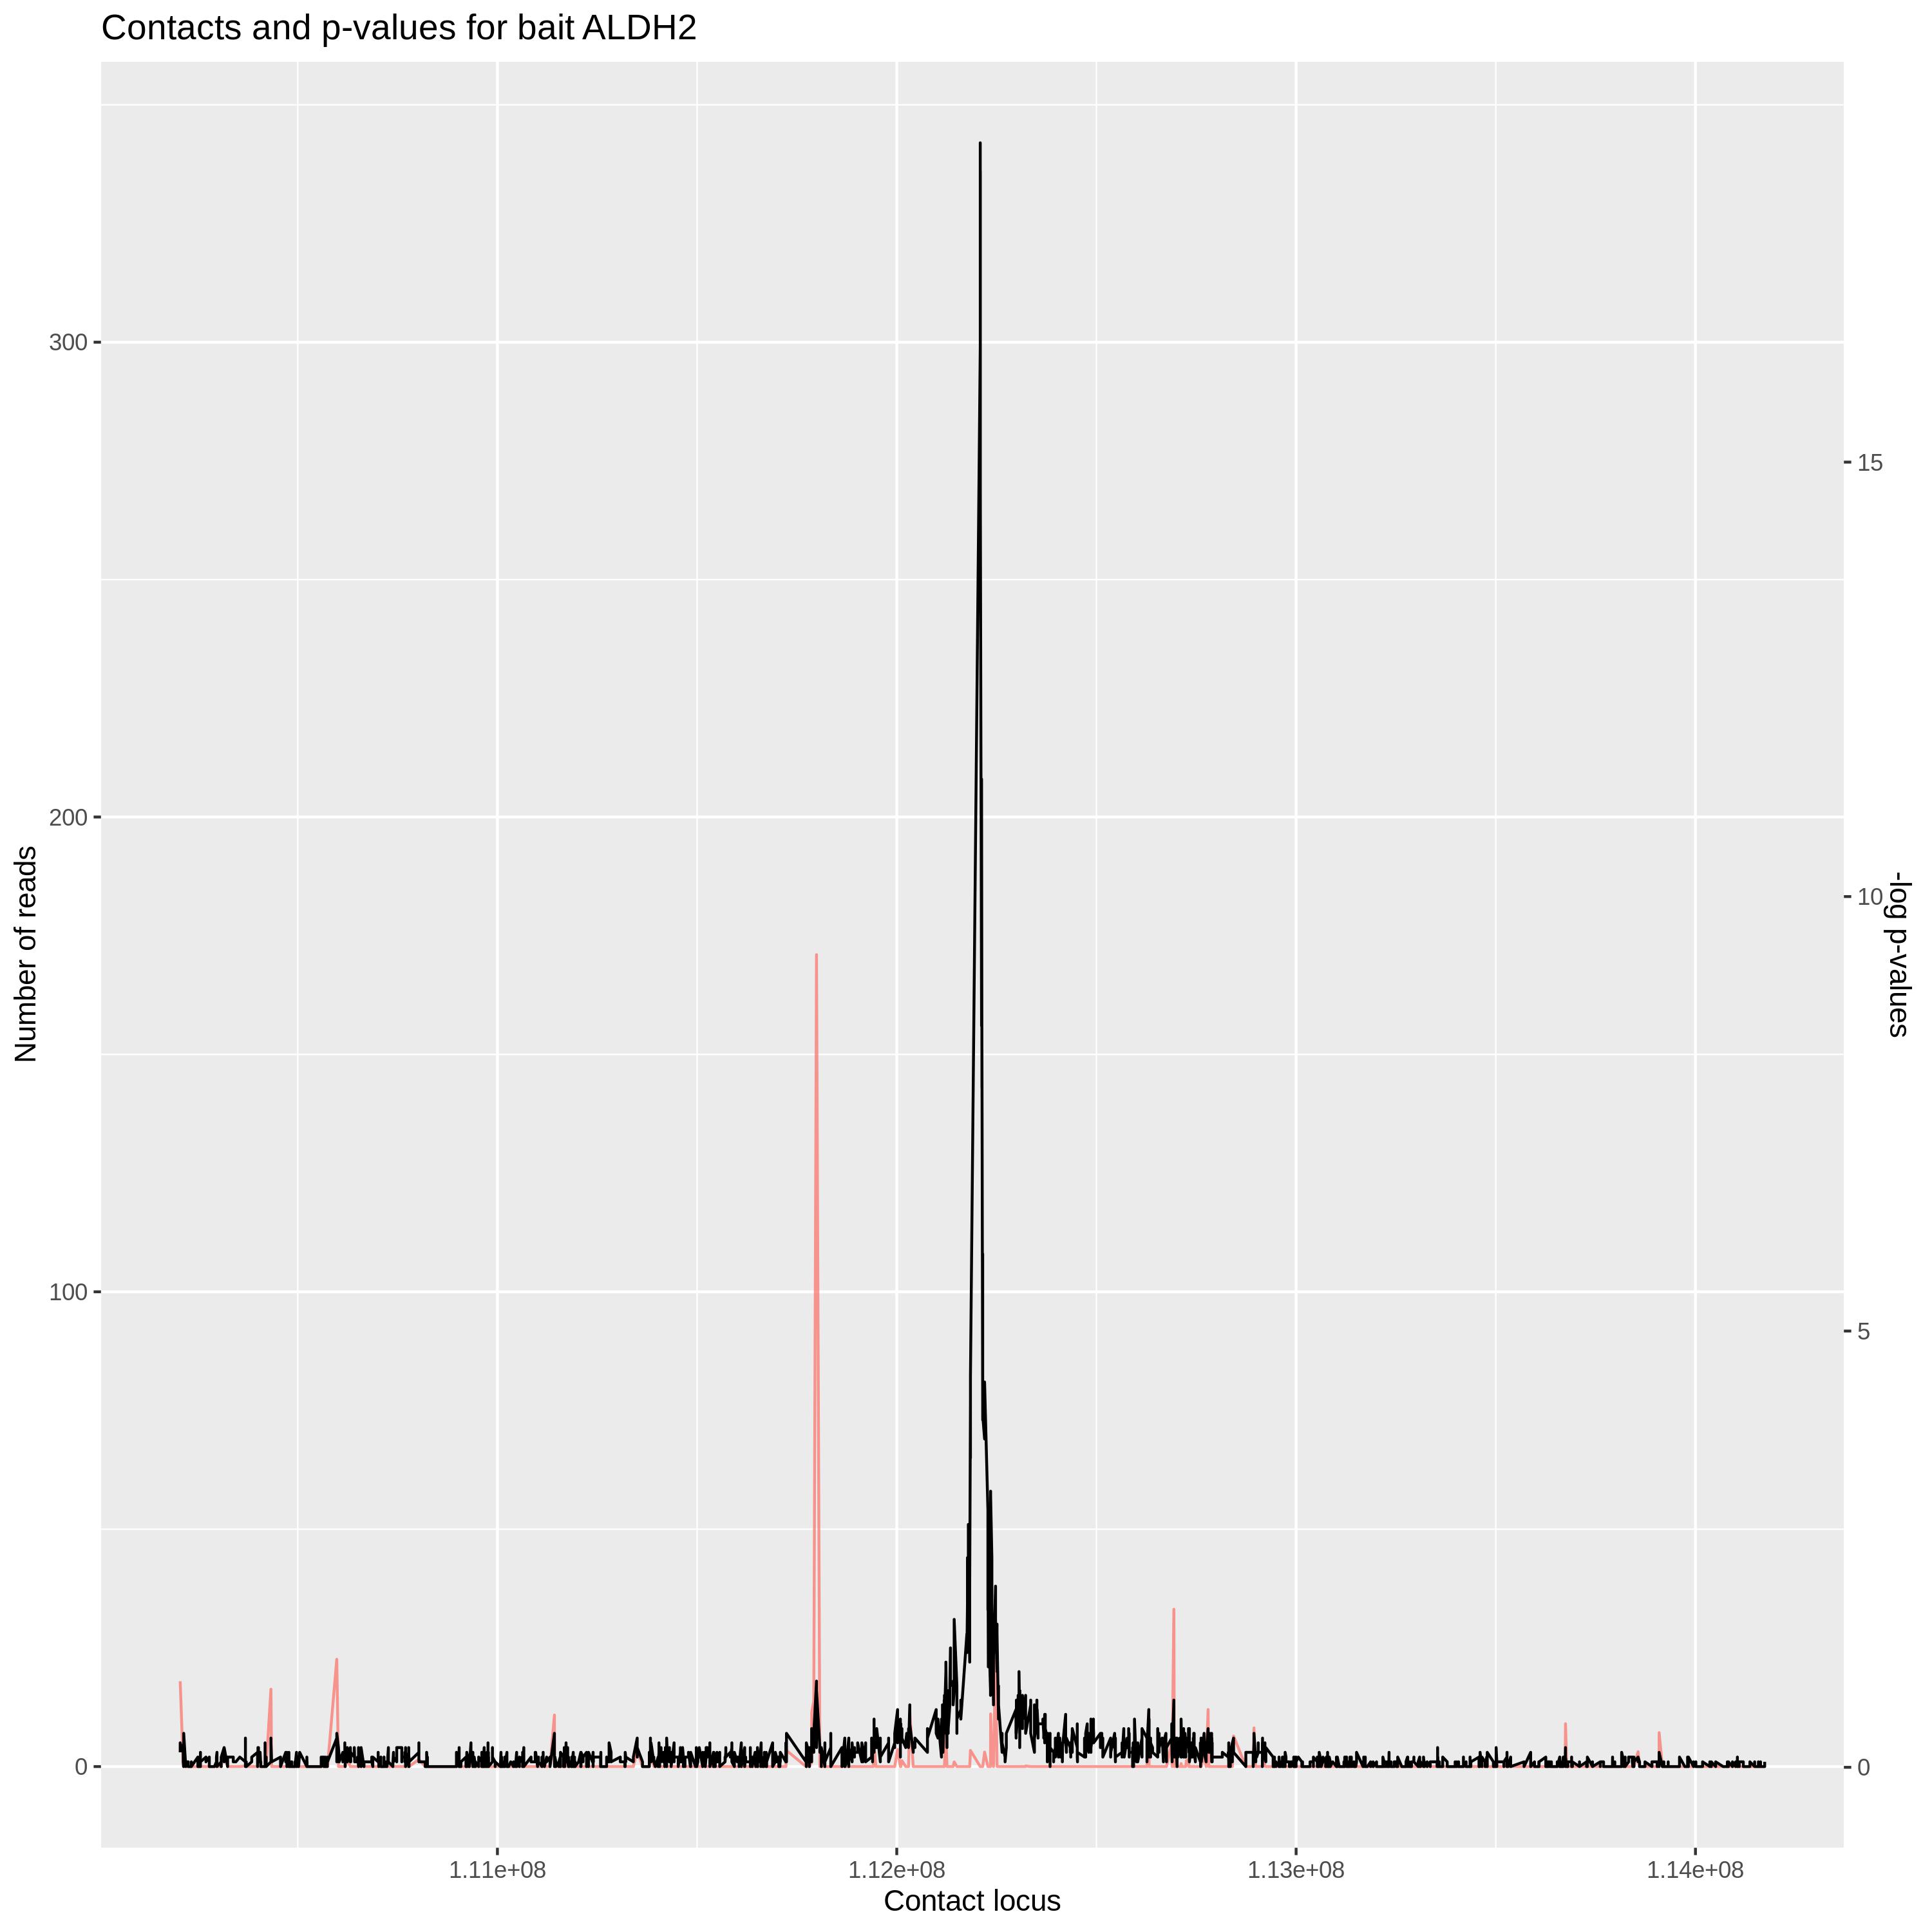 Contacts and p-values for bait ALDH2
300
200
100
0
Number of reads
15
10
5
0
-log p-values
1.11e+08
1.12e+08
1.13e+08
1.14e+08
Contact locus